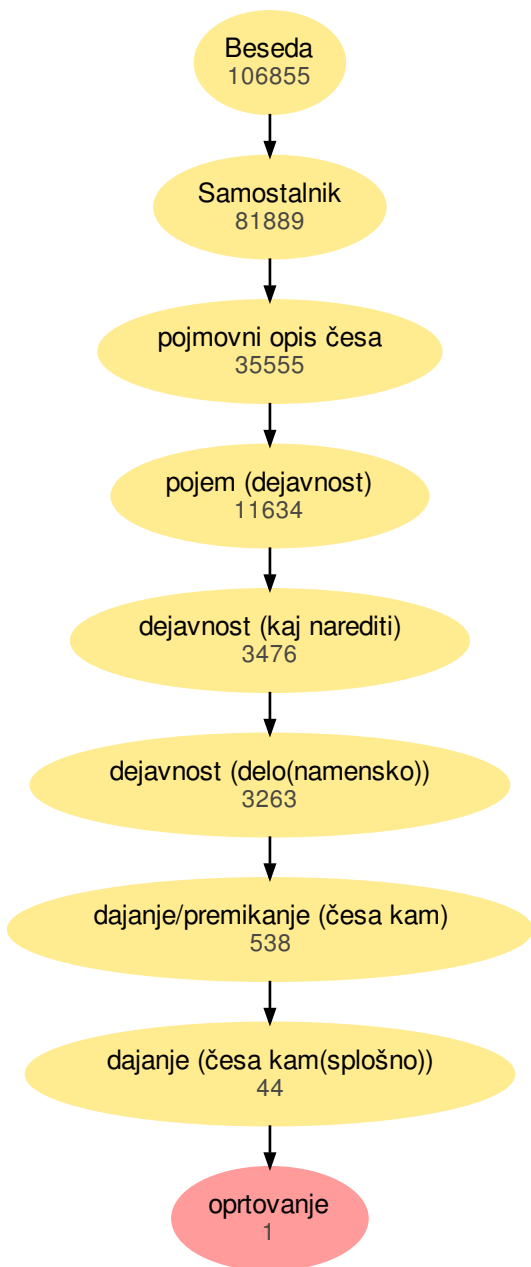 Beseda
106855
Samostalnik
81889
pojmovni opis česa
35555
pojem (dejavnost)
11634
dejavnost (kaj narediti)
3476
dejavnost (delo(namensko))
3263
dajanje/premikanje (česa kam)
538
dajanje (česa kam(splošno))
44
oprtovanje
1